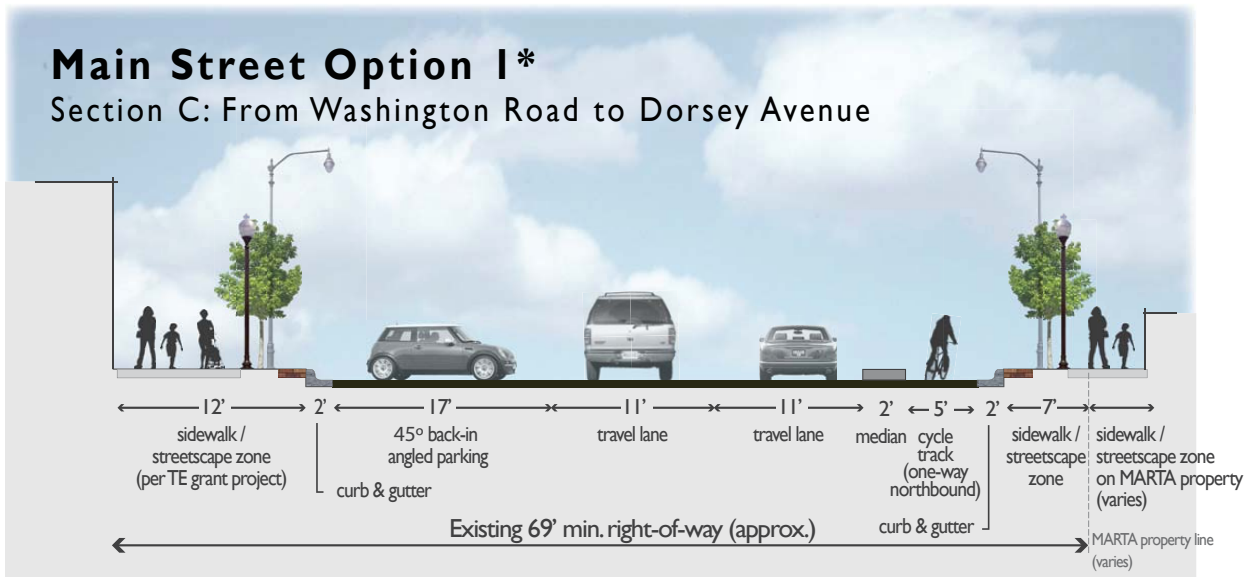 Main Street Option 1*
Section C: From Washington Road to Dorsey Avenue
12’
2’
17’
11’
11’
2’
5’
2’
7’
sidewalk /
streetscape zone
(per TE grant project)
curb & gutter
45º back-in
angled parking
travel lane
travel lane
median
cycle
track
(one-way
northbound)
curb & gutter
sidewalk /
streetscape
zone
sidewalk /
streetscape zone
on MARTA property
(varies)
Existing 69’ min. right-of-way (approx.)
MARTA property line
(varies)